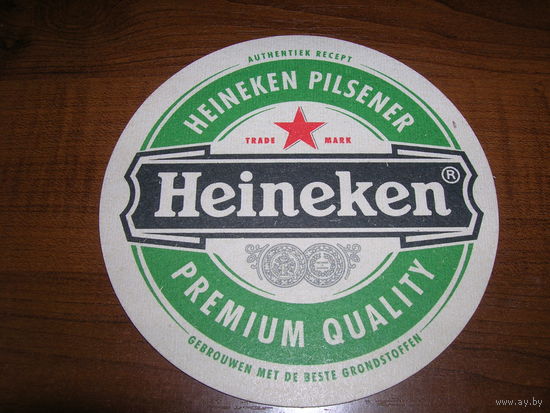 AUTHENTIEK RECEPT
HEINEKEN PILSENER
TRADE MARK
Heineken®
PREMIUM QUALITY
GEBROUWEN MET DE BESTE GRONDSTOFFEN
www.ay.by